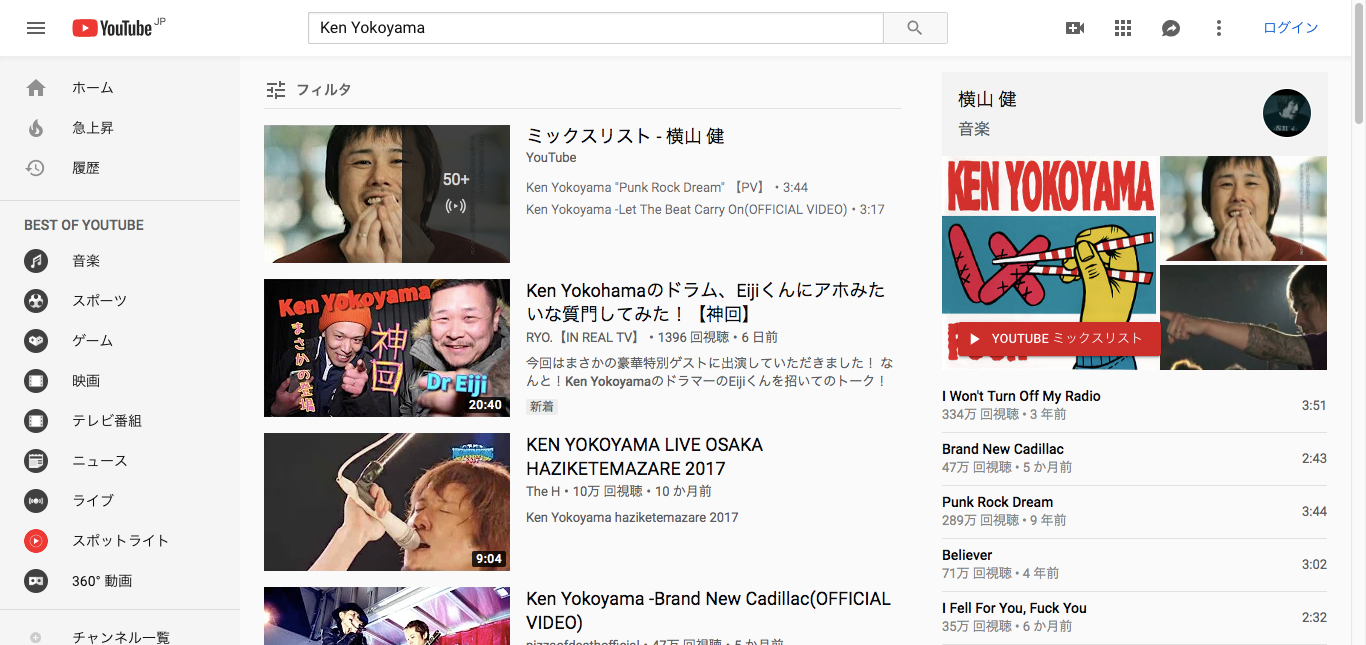 YouTube JP
Ken Yokoyama
ログイン
ホーム
急上昇
履歴
BEST OF YOUTUBE
音楽
スポーツ
ゲーム
映画
テレビ番組
ニュース
ライブ
スポットライト
360° 動画
チャンネル一覧
フィルタ
50+
ミックスリスト - 横山 健
YouTube
Ken Yokoyama "Punk Rock Dream" 【PV】 • 3:44
Ken Yokoyama -Let The Beat Carry On(OFFICIAL VIDEO) • 3:17
Ken Yokoyama
まさかの登場
神回
Dr Eiji
20:40
Ken Yokohamaのドラム、Eijiくんにアホみた
いな質問してみた！【神回】
RYO.【IN REAL TV】 • 1396 回視聴 • 6 日前
今回はまさかの豪華特別ゲストに出演していただきました！ な
んと！Ken YokoyamaのドラマーのEijiくんを招いてのトーク！
新着
9:04
KEN YOKOYAMA LIVE OSAKA
HAZIKETEMAZARE 2017
The H • 10万 回視聴 • 10 か月前
Ken Yokoyama haziketemazare 2017
Ken Yokoyama -Brand New Cadillac(OFFICIAL
VIDEO)
pizzaofdeathofficial • 47万 回視聴 • 5 か月前
横山 健
音楽
KEN YOKOYAMA
YOUTUBE ミックスリスト
I Won't Turn Off My Radio
334万 回視聴 • 3 年前
3:51
Brand New Cadillac
47万 回視聴 • 5 か月前
2:43
Punk Rock Dream
289万 回視聴 • 9 年前
3:44
Believer
71万 回視聴 • 4 年前
3:02
I Fell For You, Fuck You
35万 回視聴 • 6 か月前
2:32